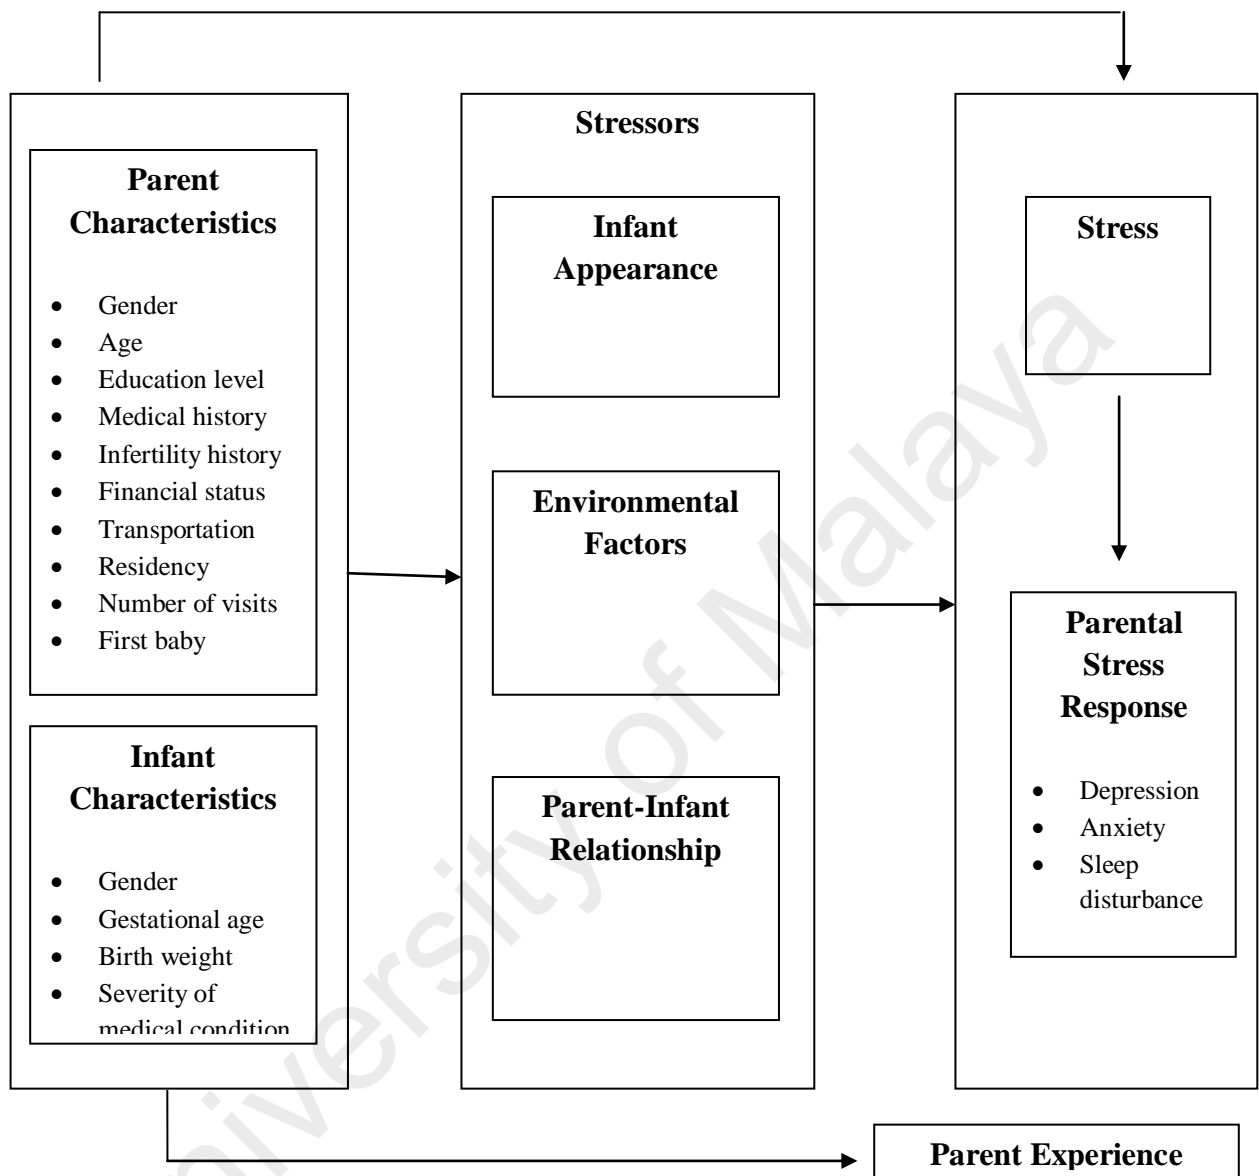 Parent
Characteristics
• Gender
• Age
• Education level
• Medical history
• Infertility history
• Financial status
• Transportation
• Residency
• Number of visits
• First baby
Infant
Characteristics
• Gender
• Gestational age
• Birth weight
• Severity of
medical condition
Stressors
Infant
Appearance
Environmental
Factors
Parent-Infant
Relationship
Stress
Parental
Stress
Response
• Depression
• Anxiety
• Sleep
disturbance
Parent Experience
University of Malaya